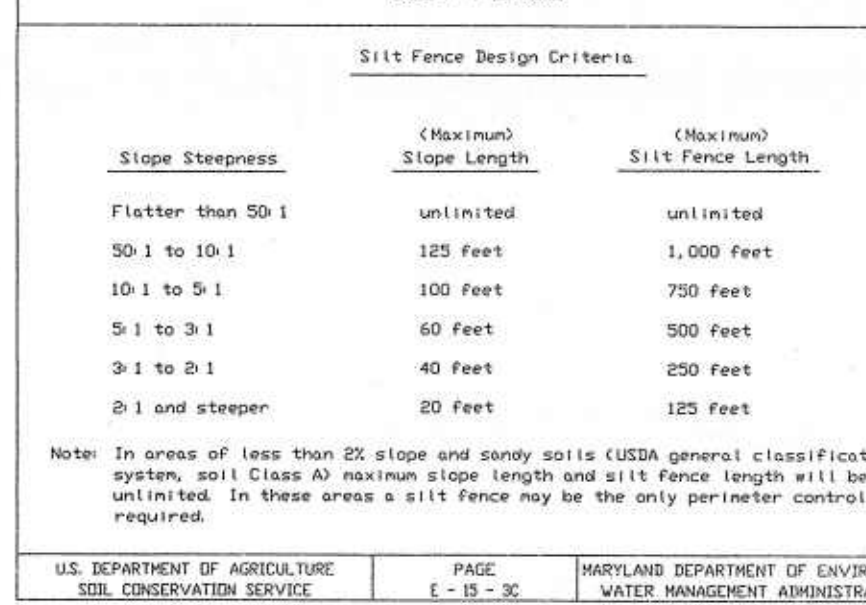 Silt Fence Design Criteria
(Maximum) (Maximum)
Slope Steepness Slope Length Silt Fence Length
Flatter than 50:1 unlimited unlimited
50:1 to 10:1 125 feet 1,000 feet
10:1 to 5:1 100 feet 750 feet
5:1 to 3:1 60 feet 500 feet
3:1 to 2:1 40 feet 250 feet
2:1 and steeper 20 feet 125 feet
Note: In areas of less than 2% slope and sandy soils (USDA general classificat
system, soil Class A) maximum slope length and silt fence length will be
unlimited. In these areas a silt fence may be the only perimeter control
required.
U.S. DEPARTMENT OF AGRICULTURE PAGE MARYLAND DEPARTMENT OF ENVIR
SOIL CONSERVATION SERVICE E - 15 - 3C WATER MANAGEMENT ADMINISTRA